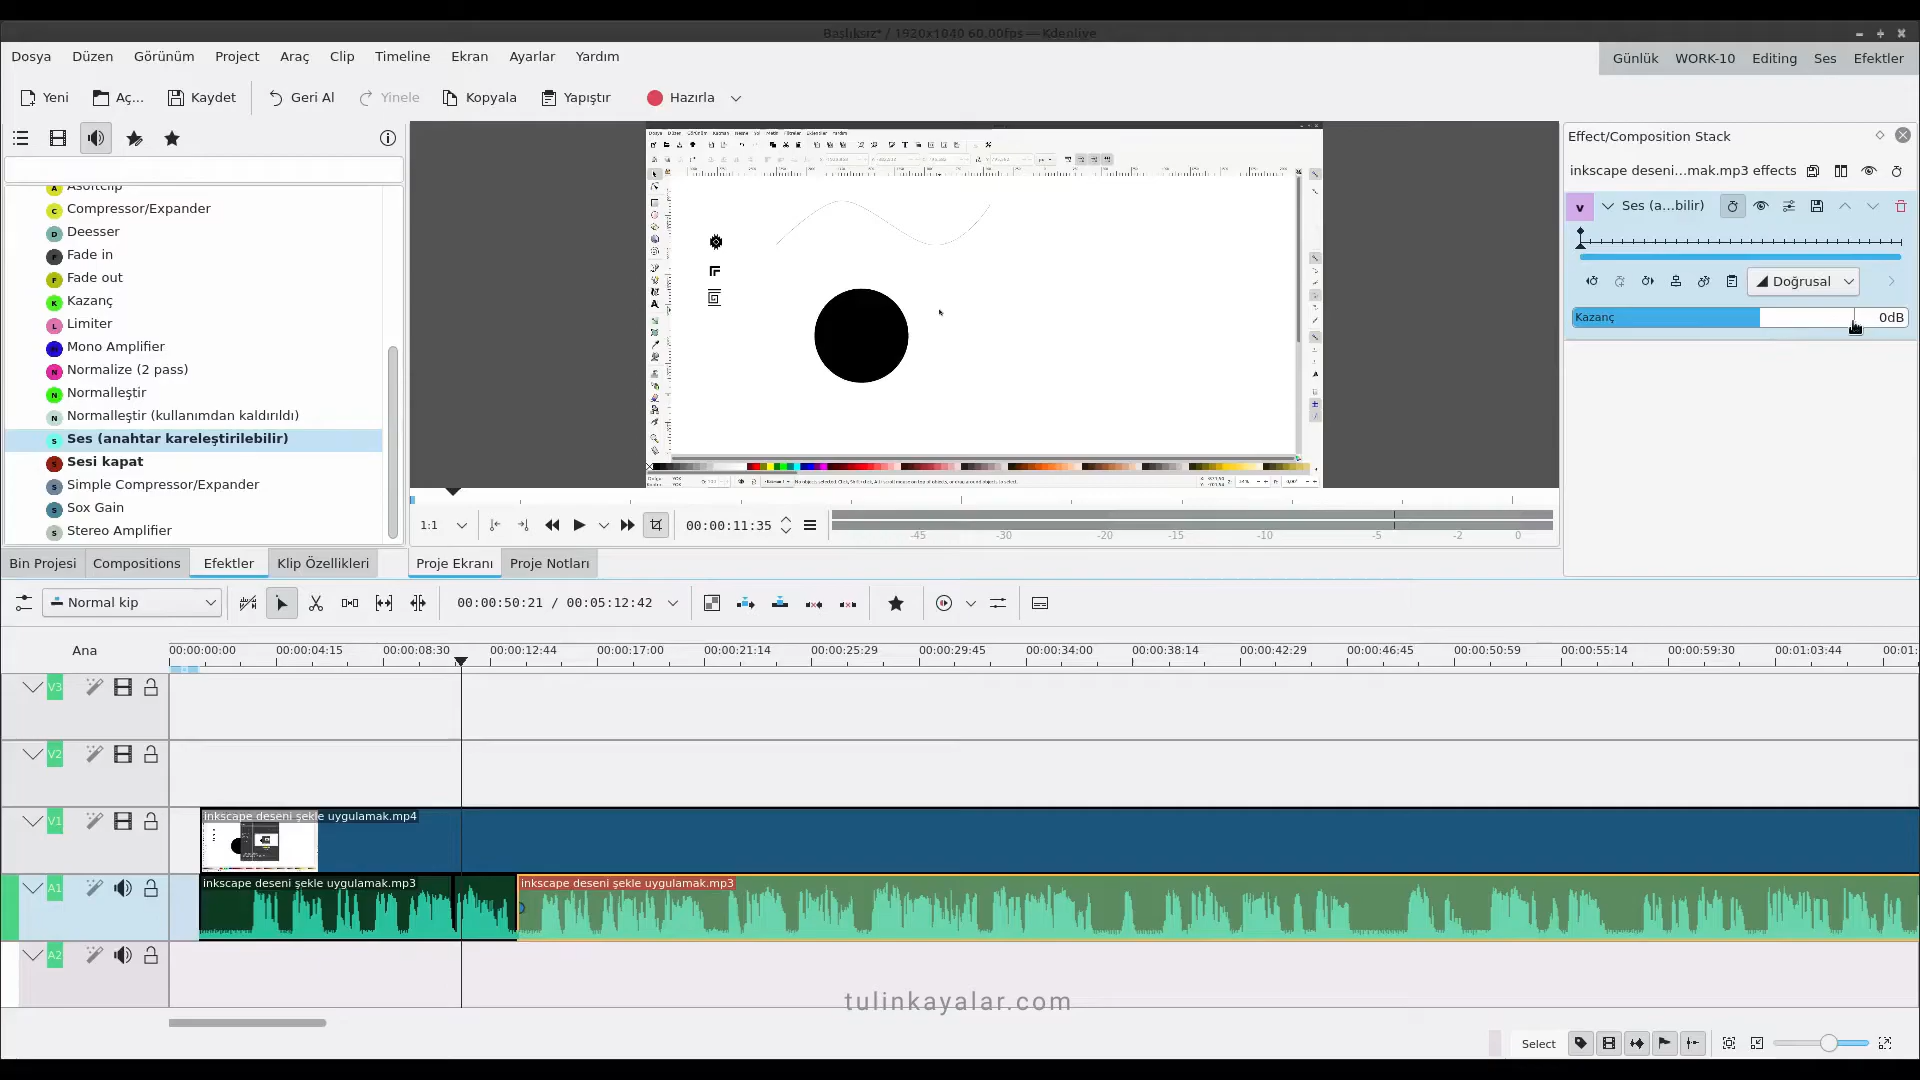 Başlıksız* / 1920x1040 60.00fps — Kdenlive
Dosya Düzen Görünüm Project Araç Clip Timeline Ekran Ayarlar Yardım
Günlük WORK-10 Editing Ses Efektler
Yeni Aç... Kaydet Geri Al Yinele Kopyala Yapıştır Hazırla
Effect/Composition Stack
inkscape deseni...mak.mp3 effects
v Ses (a...bilir)
Doğrusal
Kazanç 0dB
Asoftclip
Compressor/Expander
Deesser
Fade in
Fade out
Kazanç
Limiter
Mono Amplifier
Normalize (2 pass)
Normalleştir
Normalleştir (kullanımdan kaldırıldı)
Ses (anahtar kareleştirilebilir)
Sesi kapat
Simple Compressor/Expander
Sox Gain
Stereo Amplifier
1:1 00:00:11:35
-45 -30 -20 -15 -10 -5 -2 0
Bin Projesi Compositions Efektler Klip Özellikleri Proje Ekranı Proje Notları
Normal kip 00:00:50:21 / 00:05:12:42
Ana 00:00:00:00 00:00:04:15 00:00:08:30 00:00:12:44 00:00:17:00 00:00:21:14 00:00:25:29 00:00:29:45 00:00:34:00 00:00:38:14 00:00:42:29 00:00:46:45 00:00:50:59 00:00:55:14 00:00:59:30 00:01:03:44 00:01:
V3
V2
V1
inkscape deseni şekle uygulamak.mp4
A1
inkscape deseni şekle uygulamak.mp3 inkscape deseni şekle uygulamak.mp3
A2
tulinkayalar.com
Select